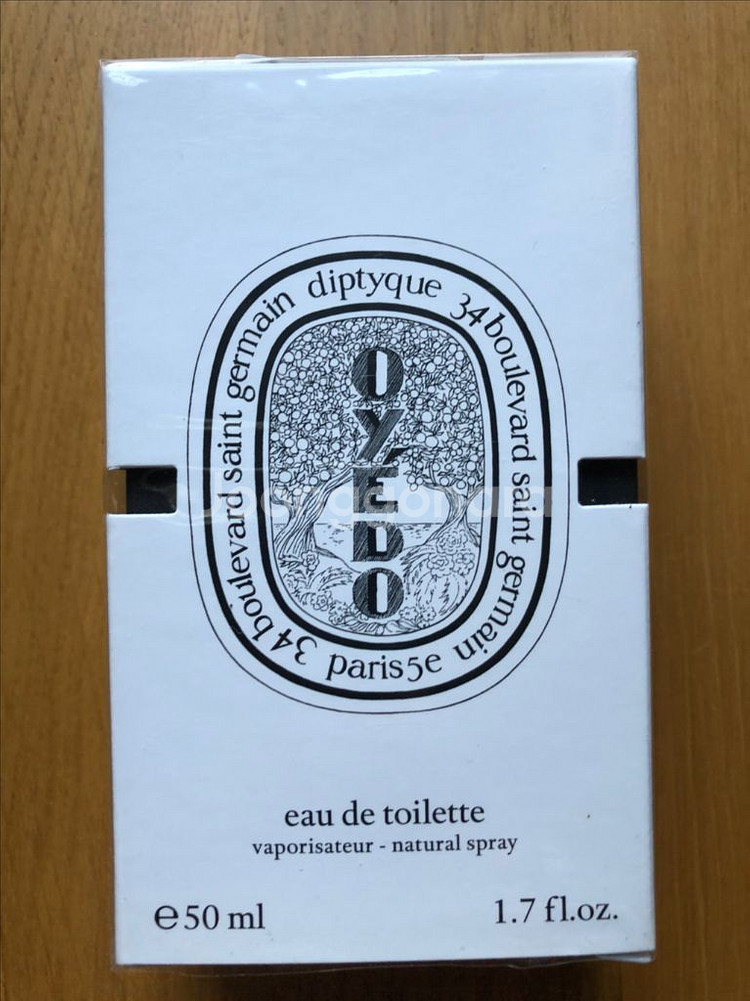 diptyque 34 boulevard saint germain paris 5e 34 boulevard saint germain
OYÉDO
eau de toilette
vaporisateur - natural spray
℮ 50 ml
1.7 fl.oz.